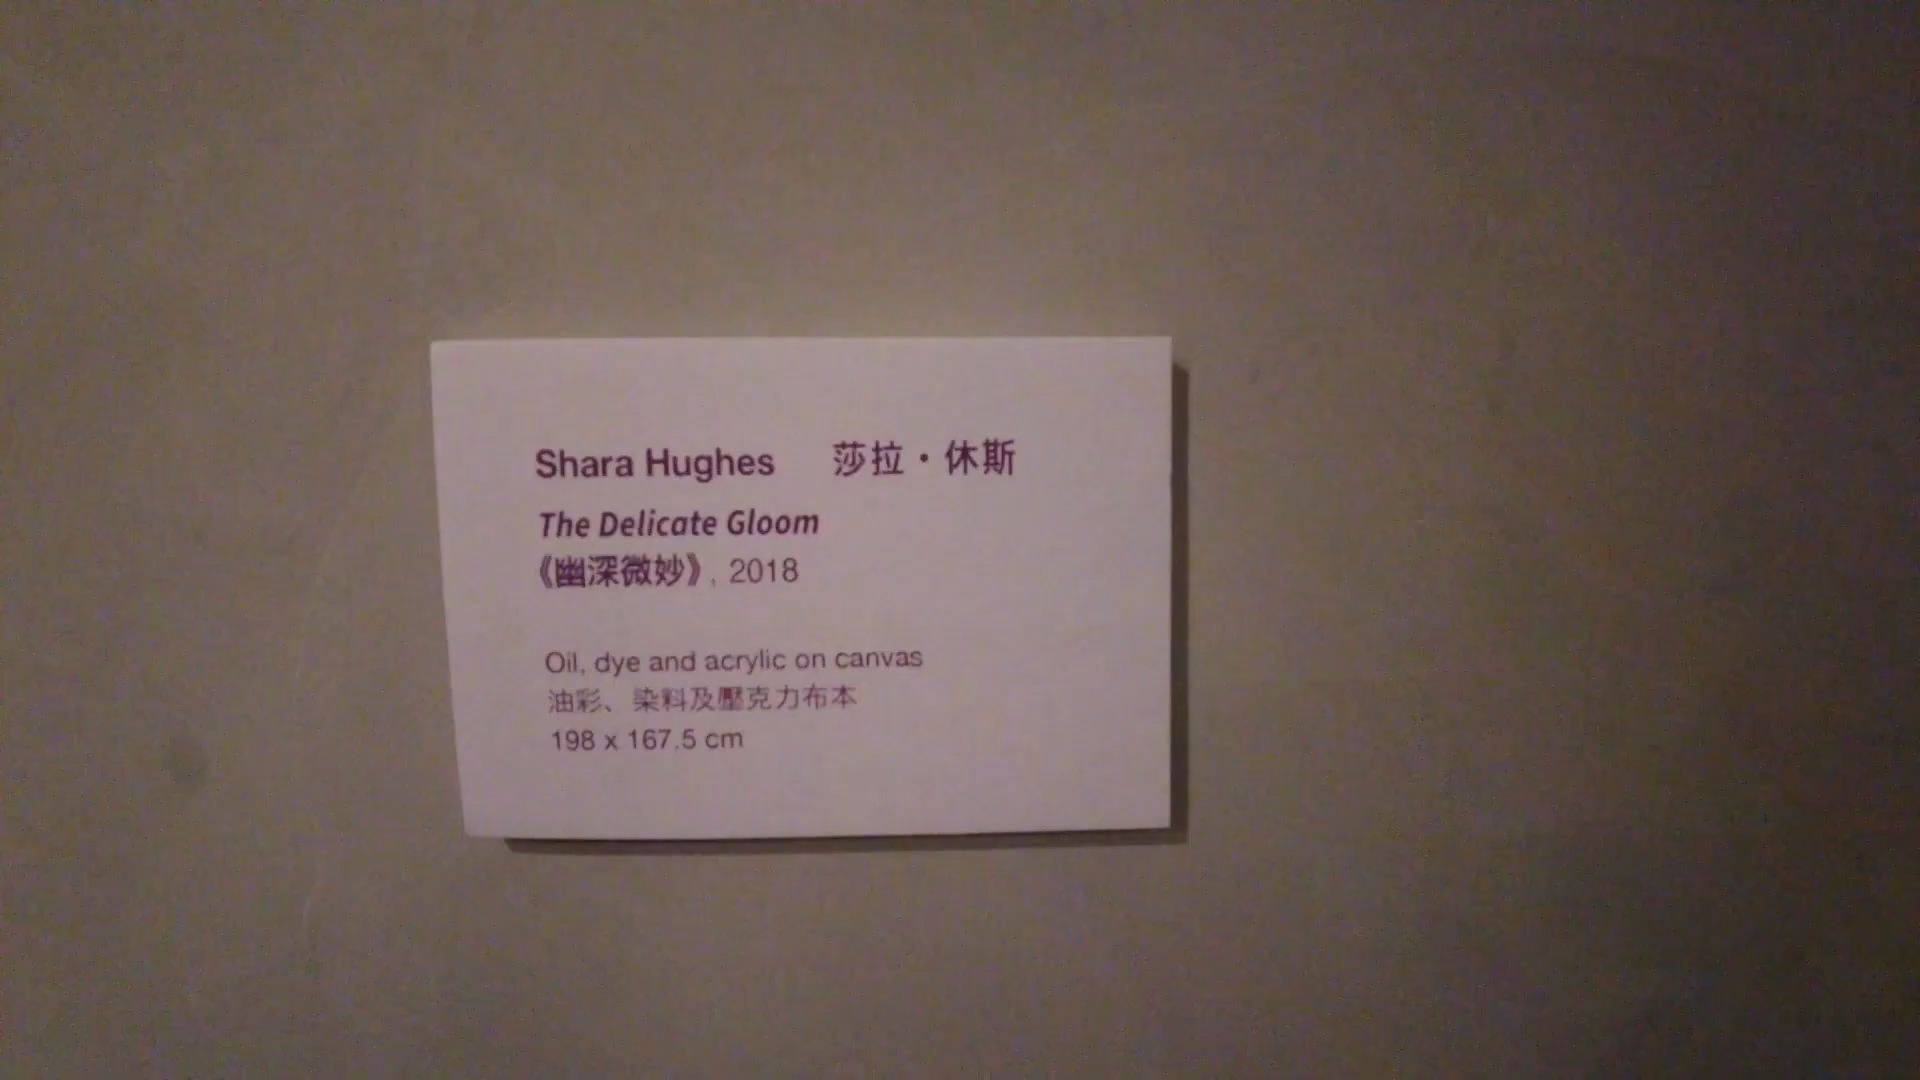 Shara Hughes 莎拉・休斯
The Delicate Gloom
《幽深微妙》, 2018
Oil, dye and acrylic on canvas
油彩、染料及壓克力布本
198 x 167.5 cm